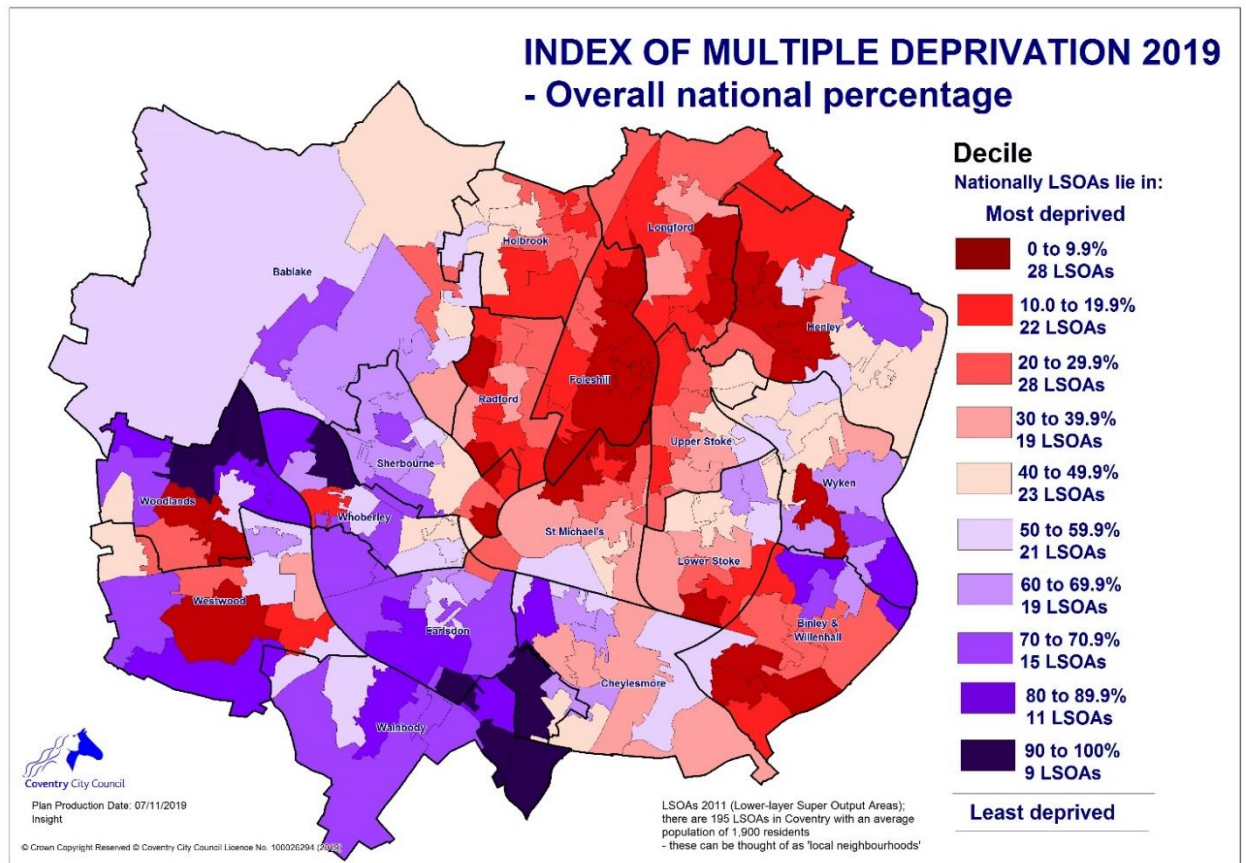 INDEX OF MULTIPLE DEPRIVATION 2019
- Overall national percentage
Decile
Nationally LSOAs lie in:
Most deprived
0 to 9.9%
28 LSOAs
10.0 to 19.9%
22 LSOAs
20 to 29.9%
28 LSOAs
30 to 39.9%
19 LSOAs
40 to 49.9%
23 LSOAs
50 to 59.9%
21 LSOAs
60 to 69.9%
19 LSOAs
70 to 70.9%
15 LSOAs
80 to 89.9%
11 LSOAs
90 to 100%
9 LSOAs
Least deprived
Longford
Holbrook
Bablake
Henley
Foleshill
Radford
Upper Stoke
Sherbourne
Wyken
Woodlands
Whoberley
St Michael's
Lower Stoke
Westwood
Earlsdon
Binley &
Willenhall
Cheylesmore
Wainbody
Coventry City Council
Plan Production Date: 07/11/2019
Insight
© Crown Copyright Reserved © Coventry City Council Licence No. 100026294
LSOAs 2011 (Lower-layer Super Output Areas);
there are 195 LSOAs in Coventry with an average
population of 1,900 residents
- these can be thought of as 'local neighbourhoods'